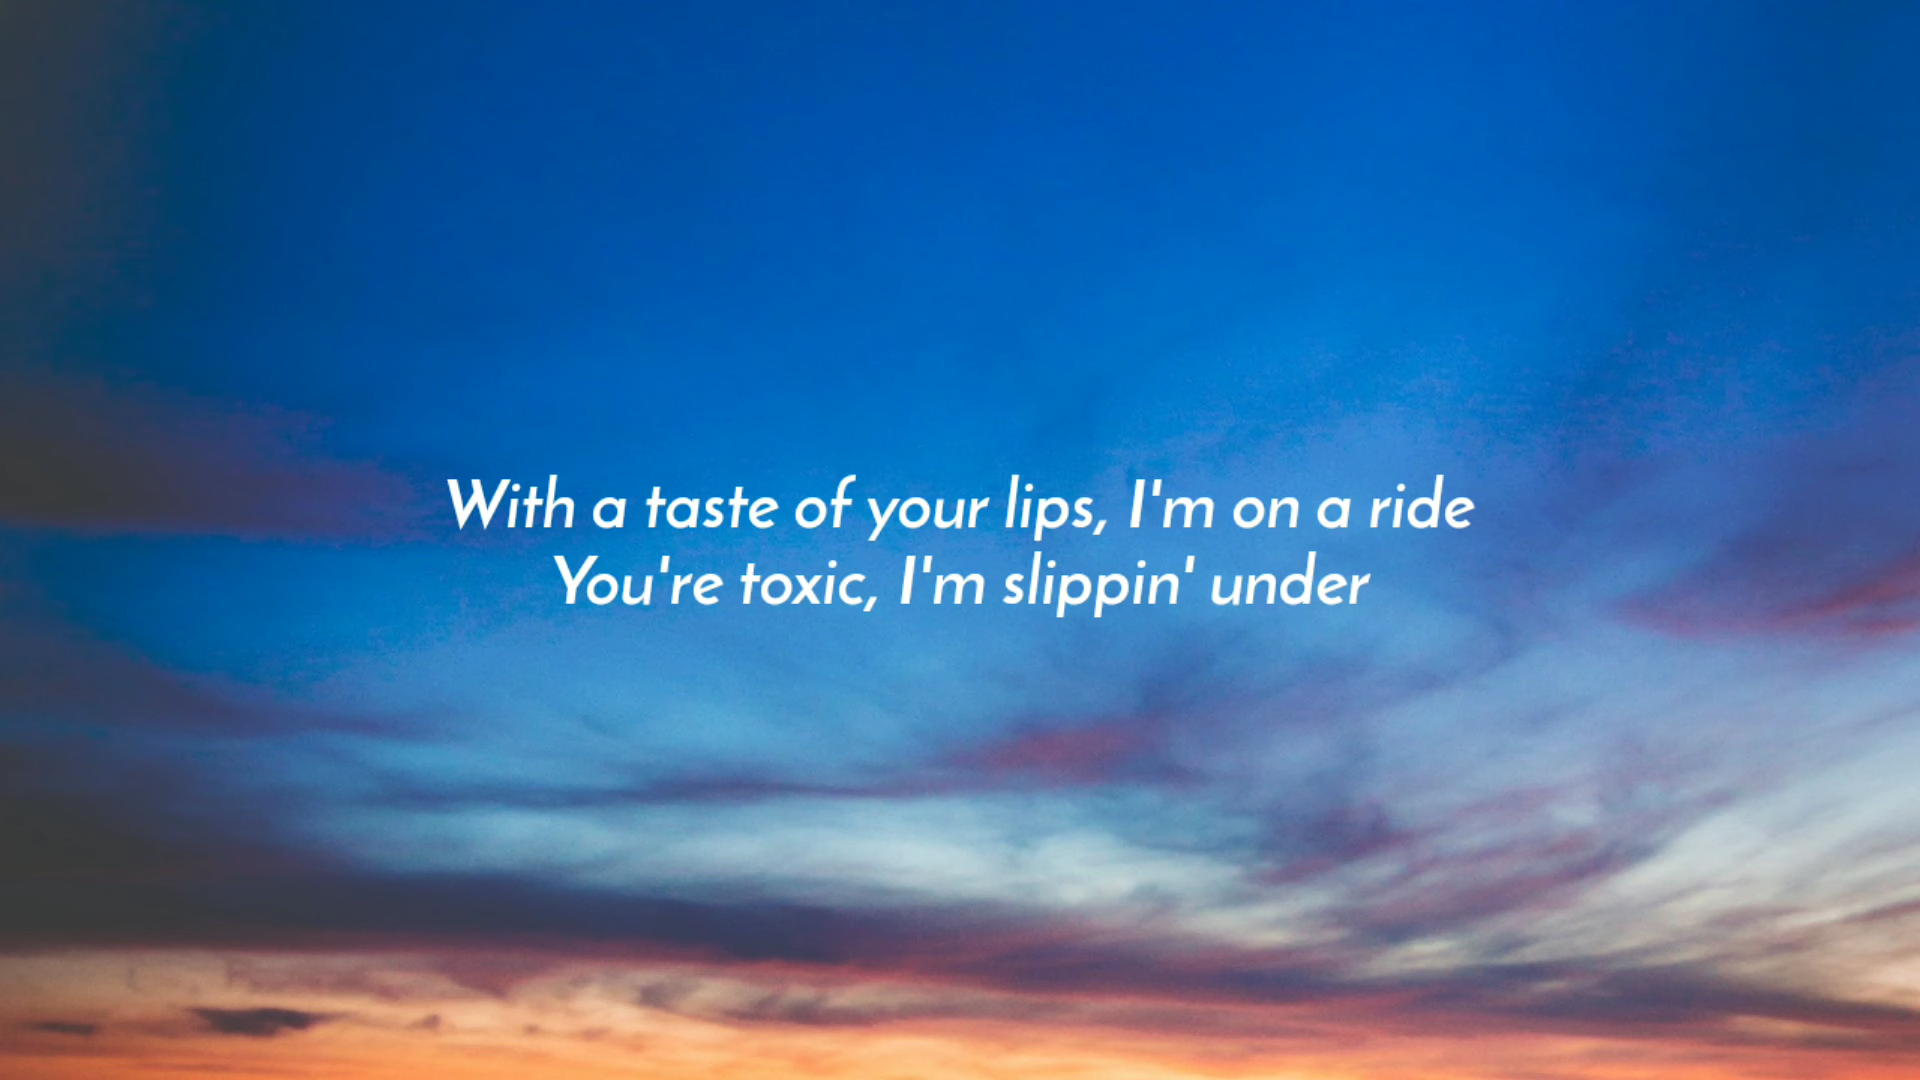 With a taste of your lips, I'm on a ride
You're toxic, I'm slippin' under